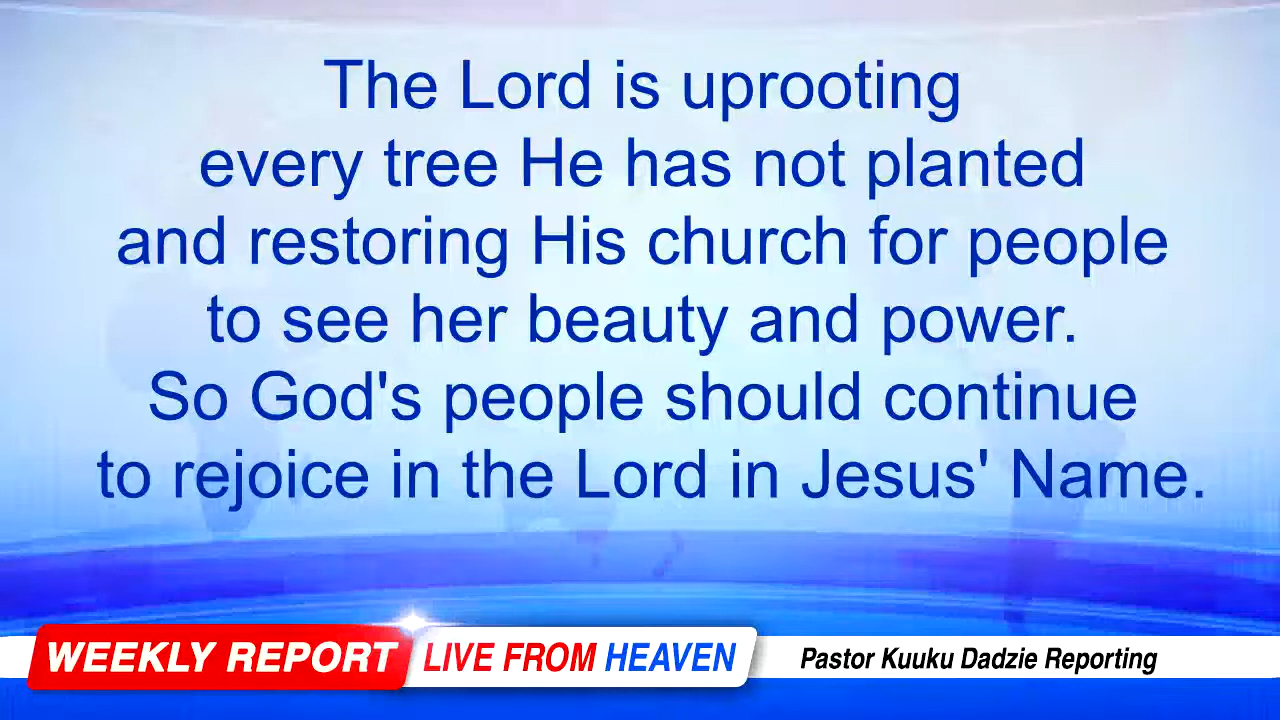 The Lord is uprooting
every tree He has not planted
and restoring His church for people
to see her beauty and power.
So God's people should continue
to rejoice in the Lord in Jesus' Name.
WEEKLY REPORT
LIVE FROM HEAVEN
Pastor Kuuku Dadzie Reporting